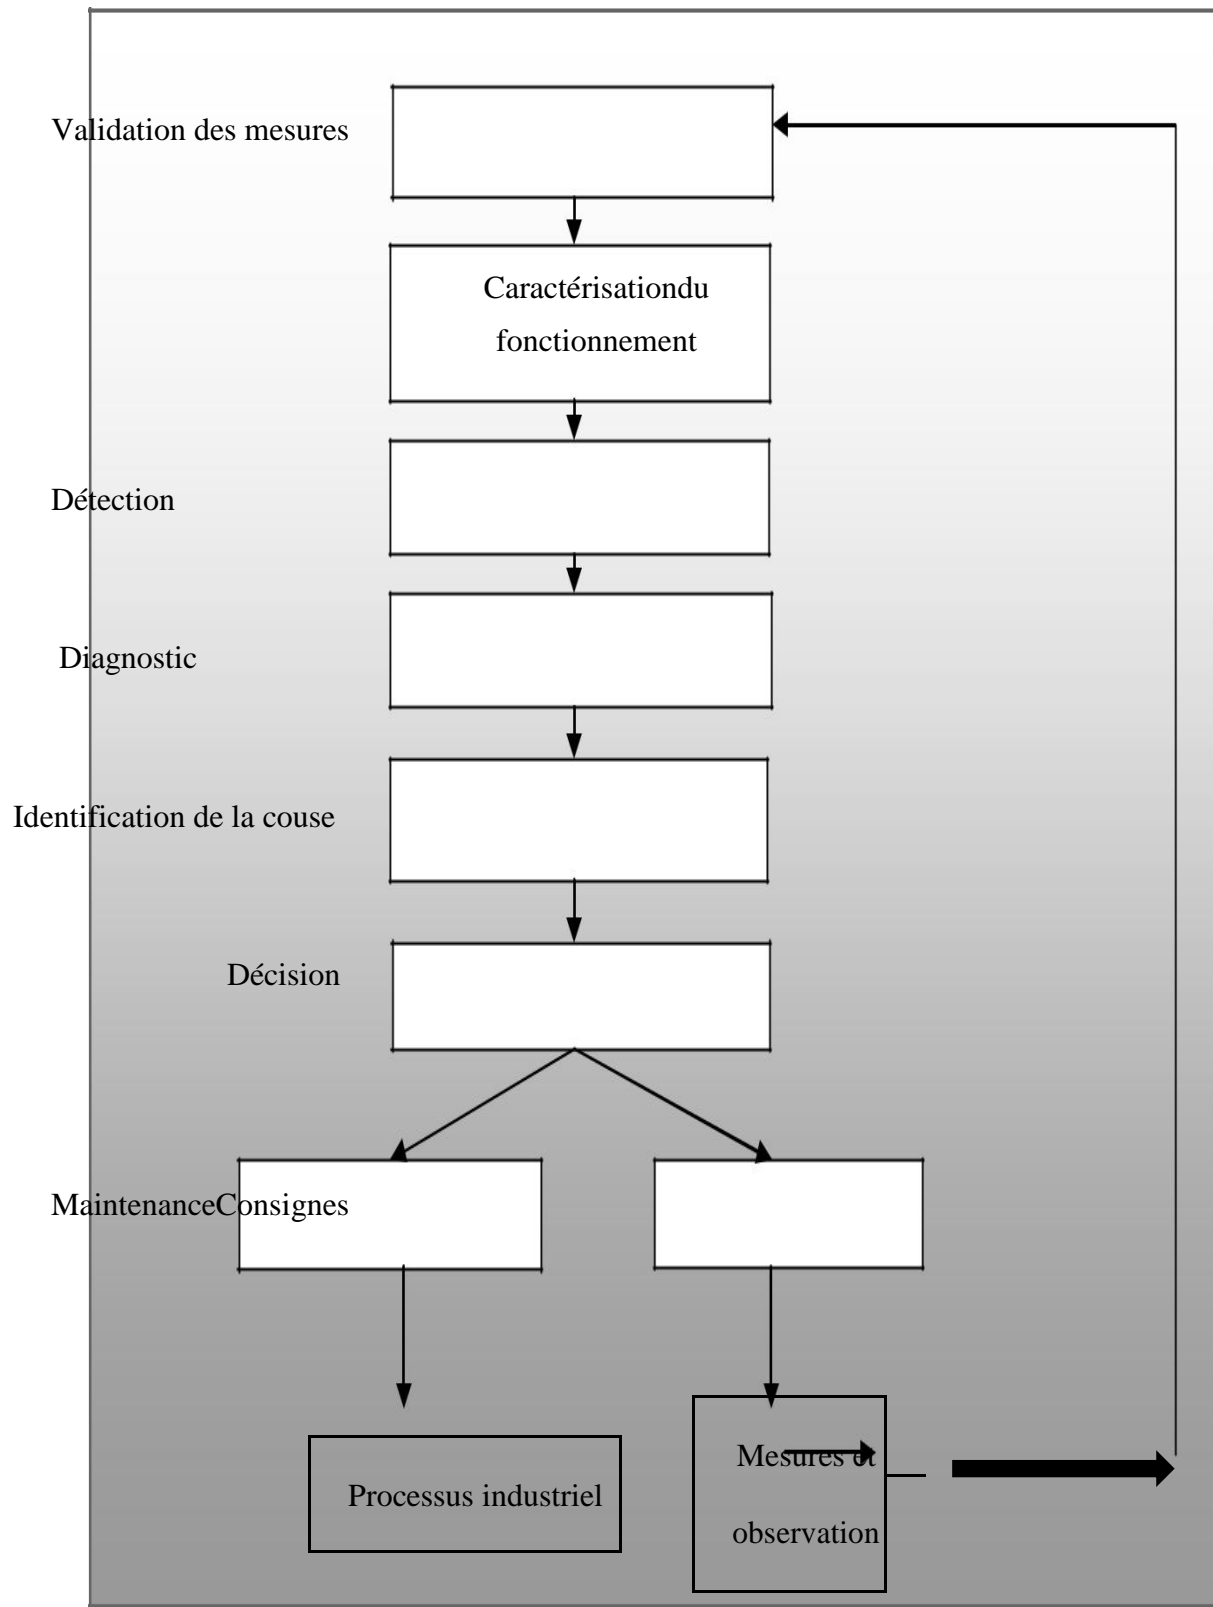 Validation des mesures
Caractérisationdu
fonctionnement
Détection
Diagnostic
Identification de la couse
Décision
MaintenanceConsignes
Mesures et
Processus industriel
observation